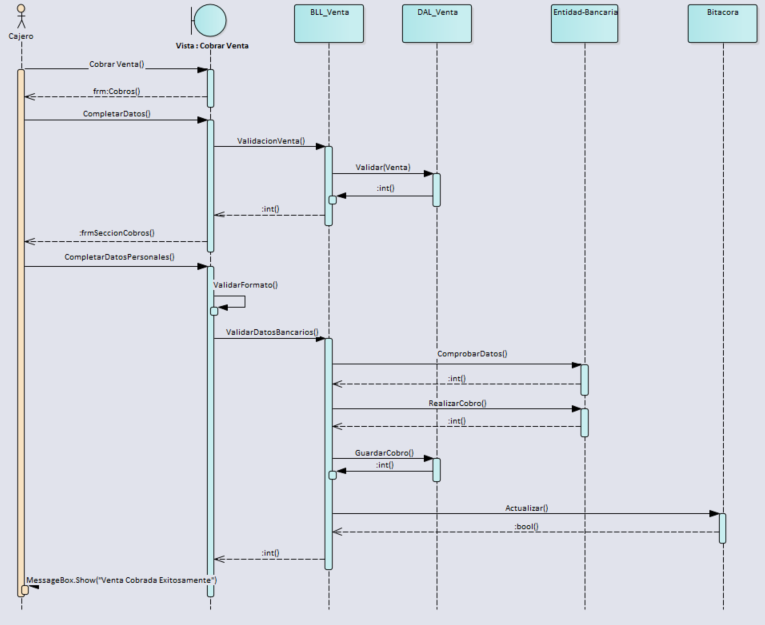 BLL_Venta
DAL_Venta
Entidad-Bancaria
Bitacora
Cajero
Vista : Cobrar Venta
Cobrar Venta()
frm:Cobros()
CompletarDatos()
ValidacionVenta()
Validar(Venta)
:int()
:int()
:frmSeccionCobros()
CompletarDatosPersonales()
ValidarFormato()
ValidarDatosBancarios()
ComprobarDatos()
:int()
RealizarCobro()
:int()
GuardarCobro()
:int()
Actualizar()
:bool()
:int()
MessageBox.Show("Venta Cobrada Exitosamente")